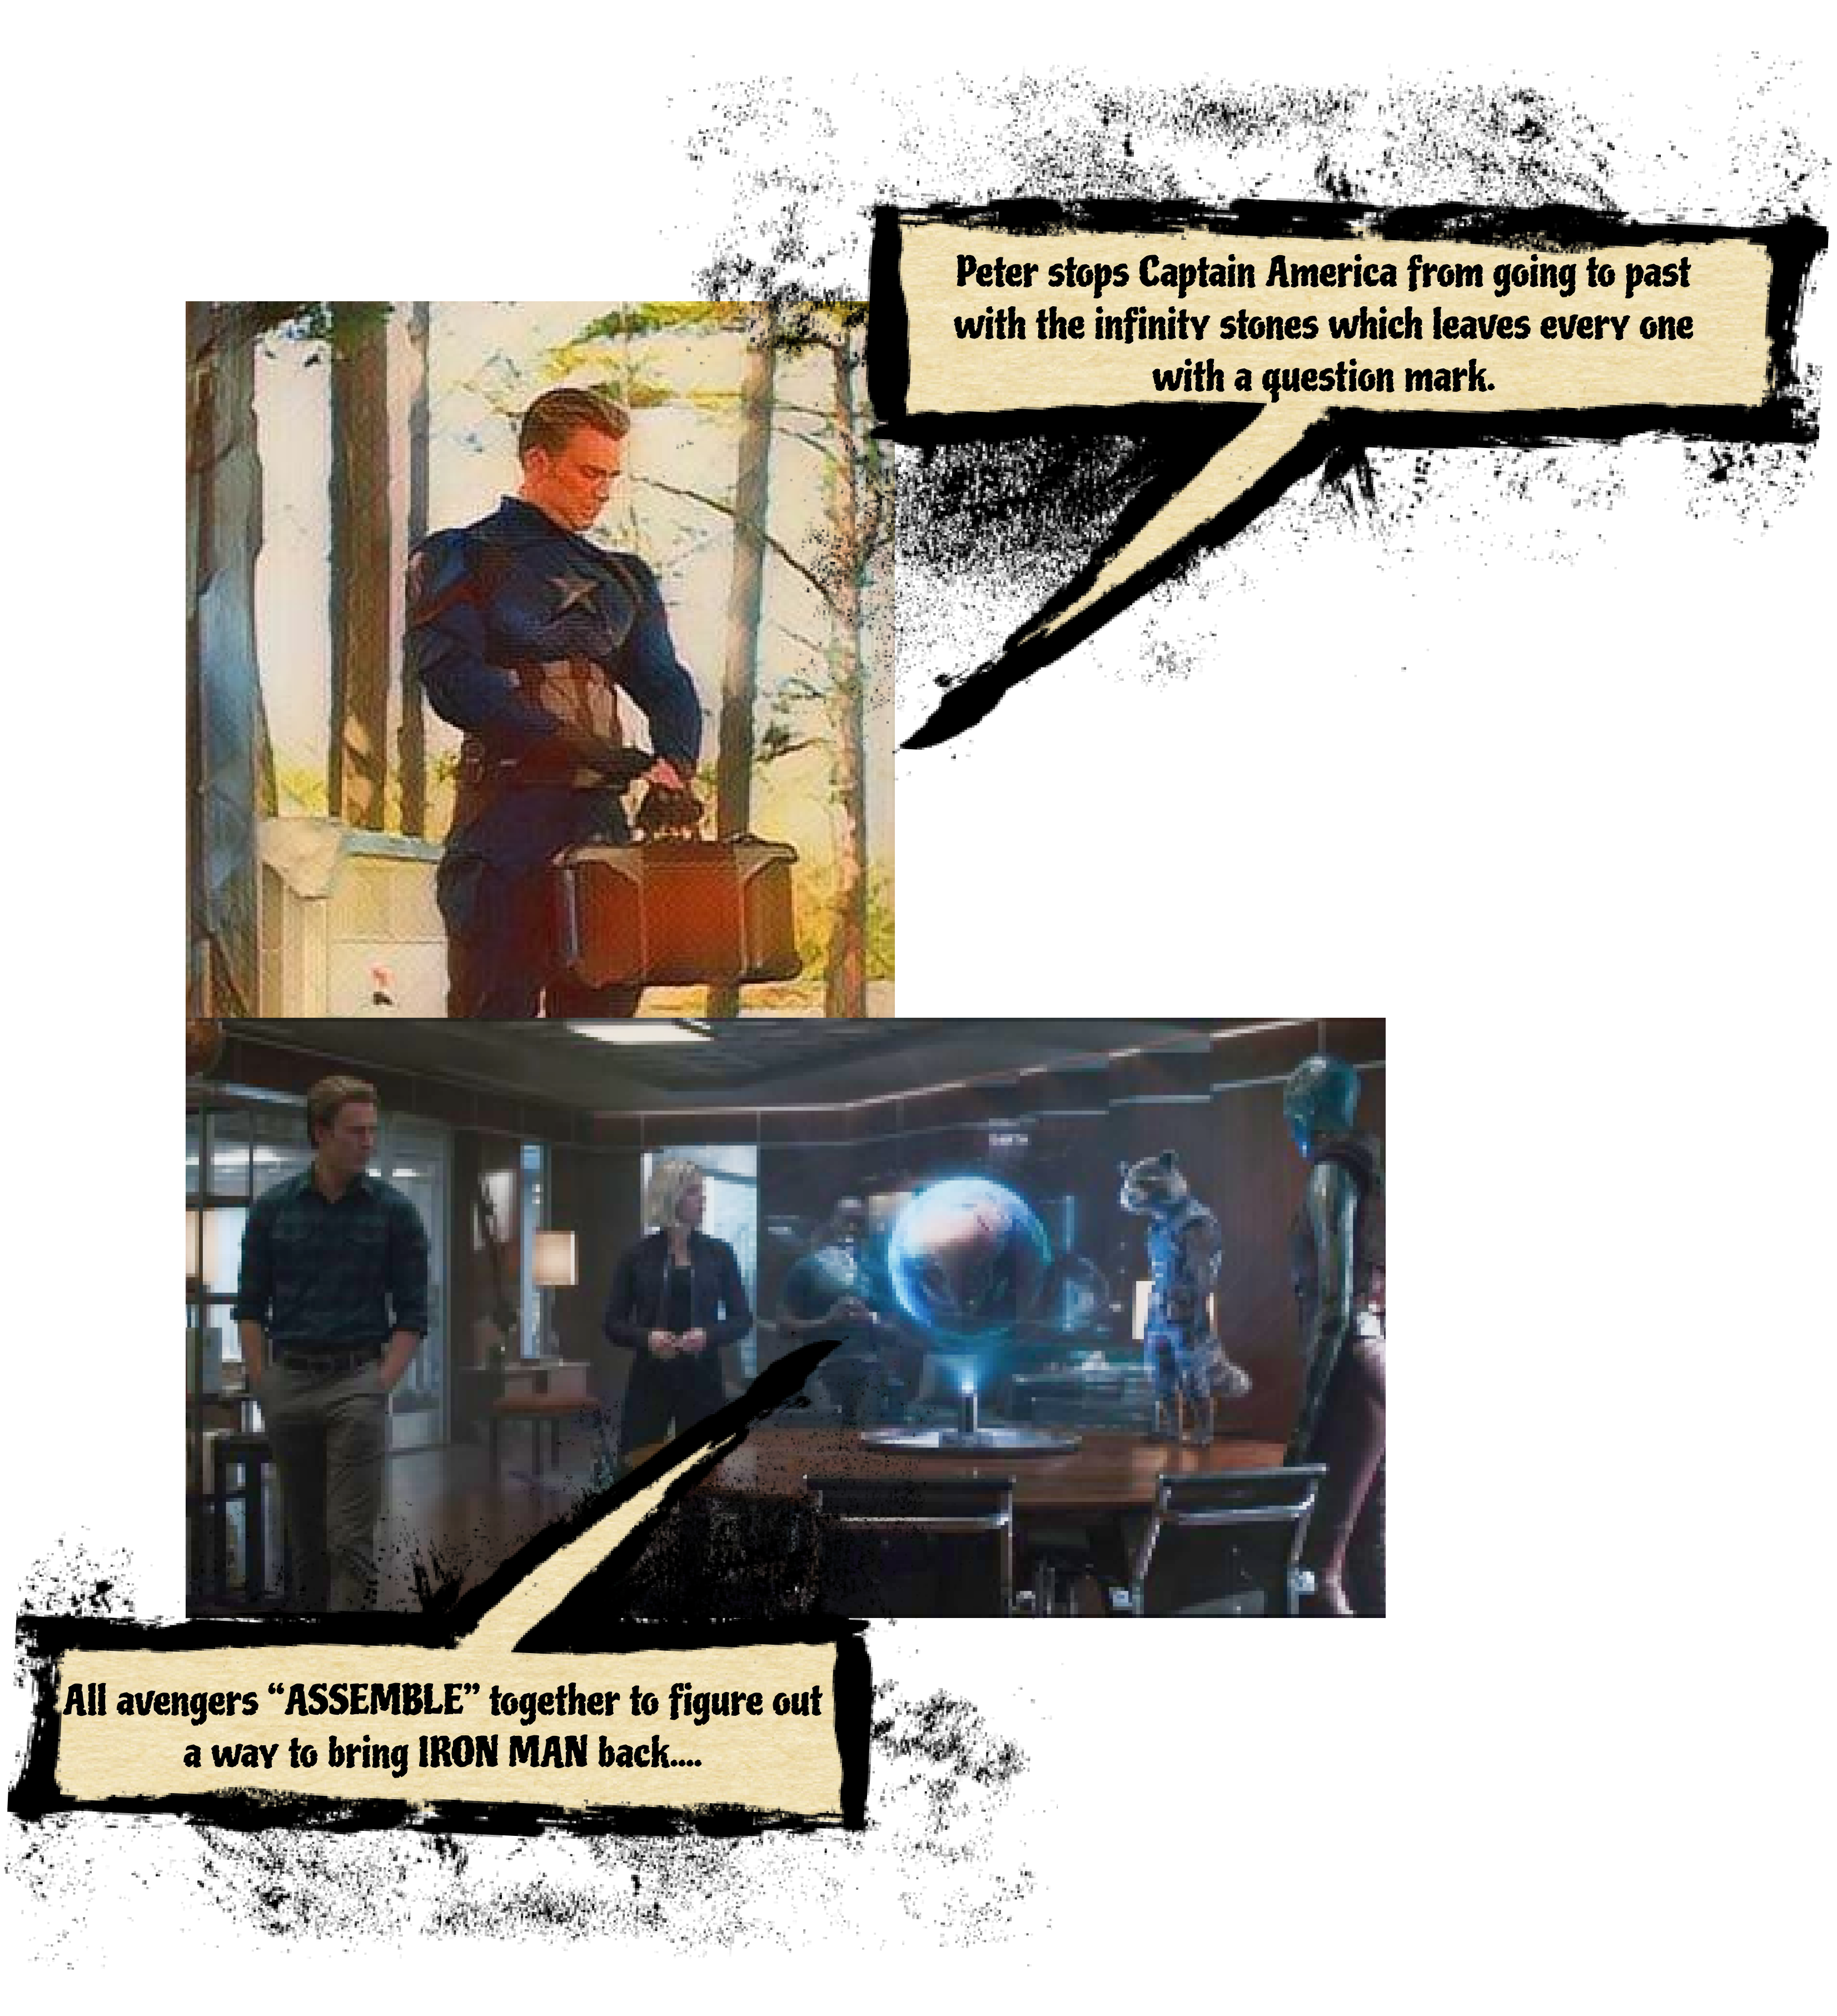 Peter stops Captain America from going to past
with the infinity stones which leaves every one
with a question mark.
All avengers “ASSEMBLE” together to figure out
a way to bring IRON MAN back....